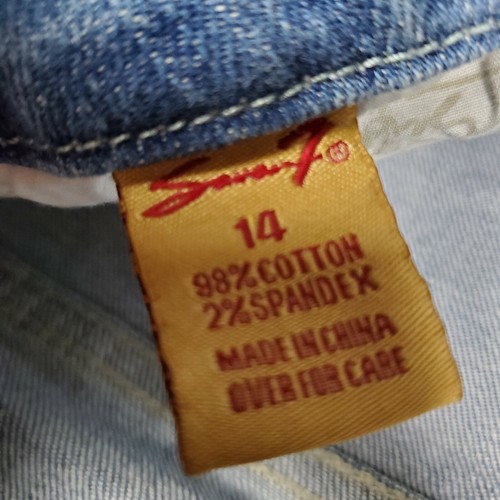 Seven7®
14
98% COTTON
2% SPANDEX
MADE IN CHINA
OVER FOR CARE